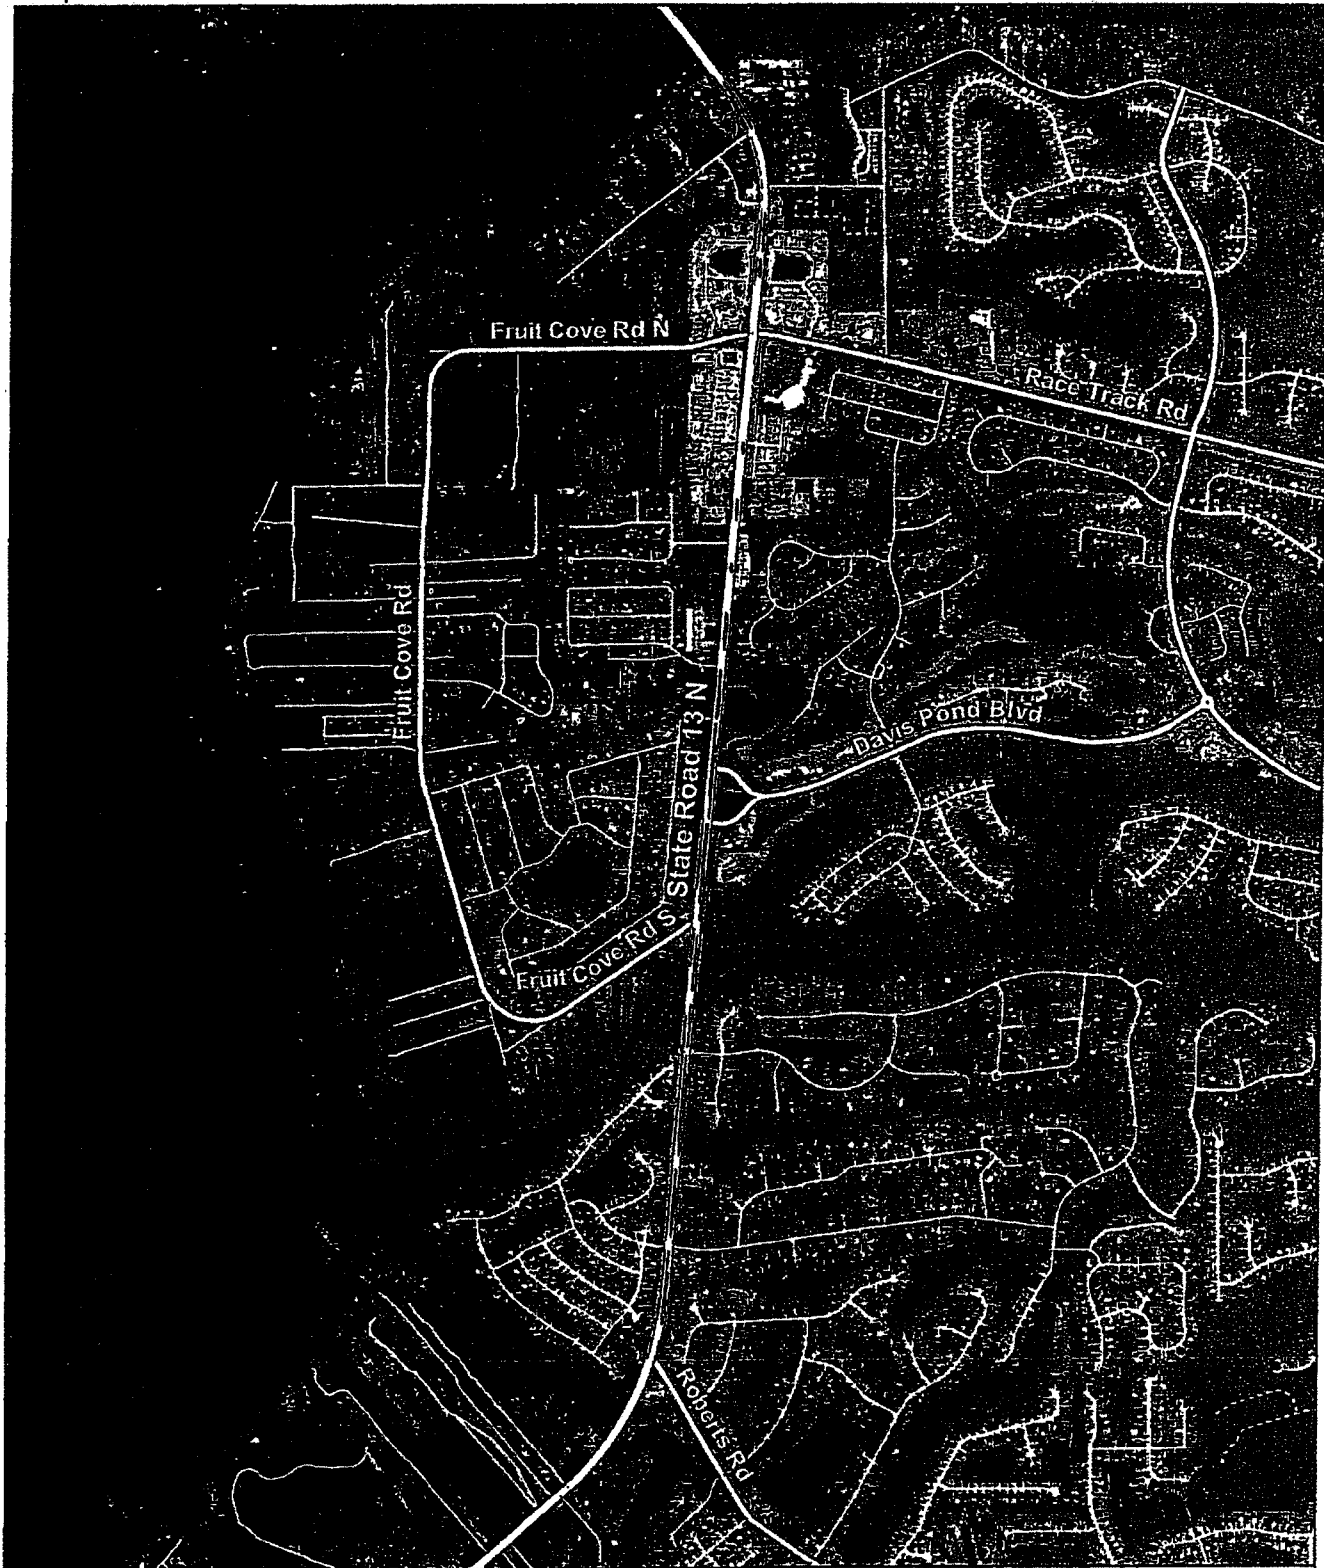 Fruit Cove Rd N
Race Track Rd
Fruit Cove Rd
State Road 13 N
Davis Pond Blvd
Fruit Cove Rd S
Roberts Rd